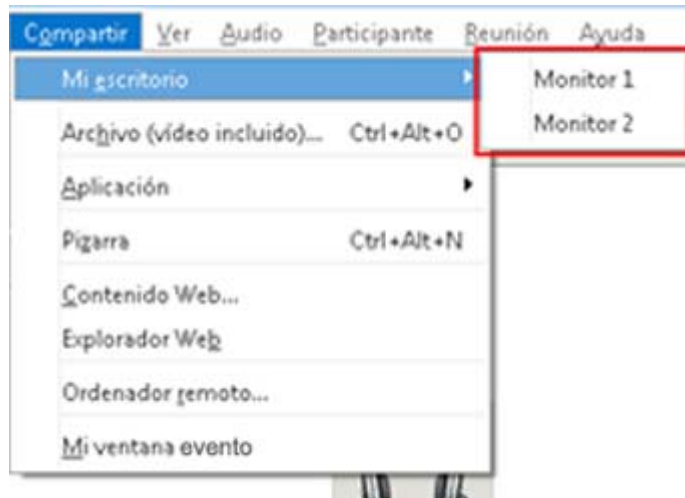 Compartir Ver Audio Participante Reunión Ayuda
Mi escritorio Monitor 1
Monitor 2
Archivo (vídeo incluido)... Ctrl+Alt+O
Aplicación
Pizarra Ctrl+Alt+N
Contenido Web...
Explorador Web
Ordenador remoto...
Mi ventana evento